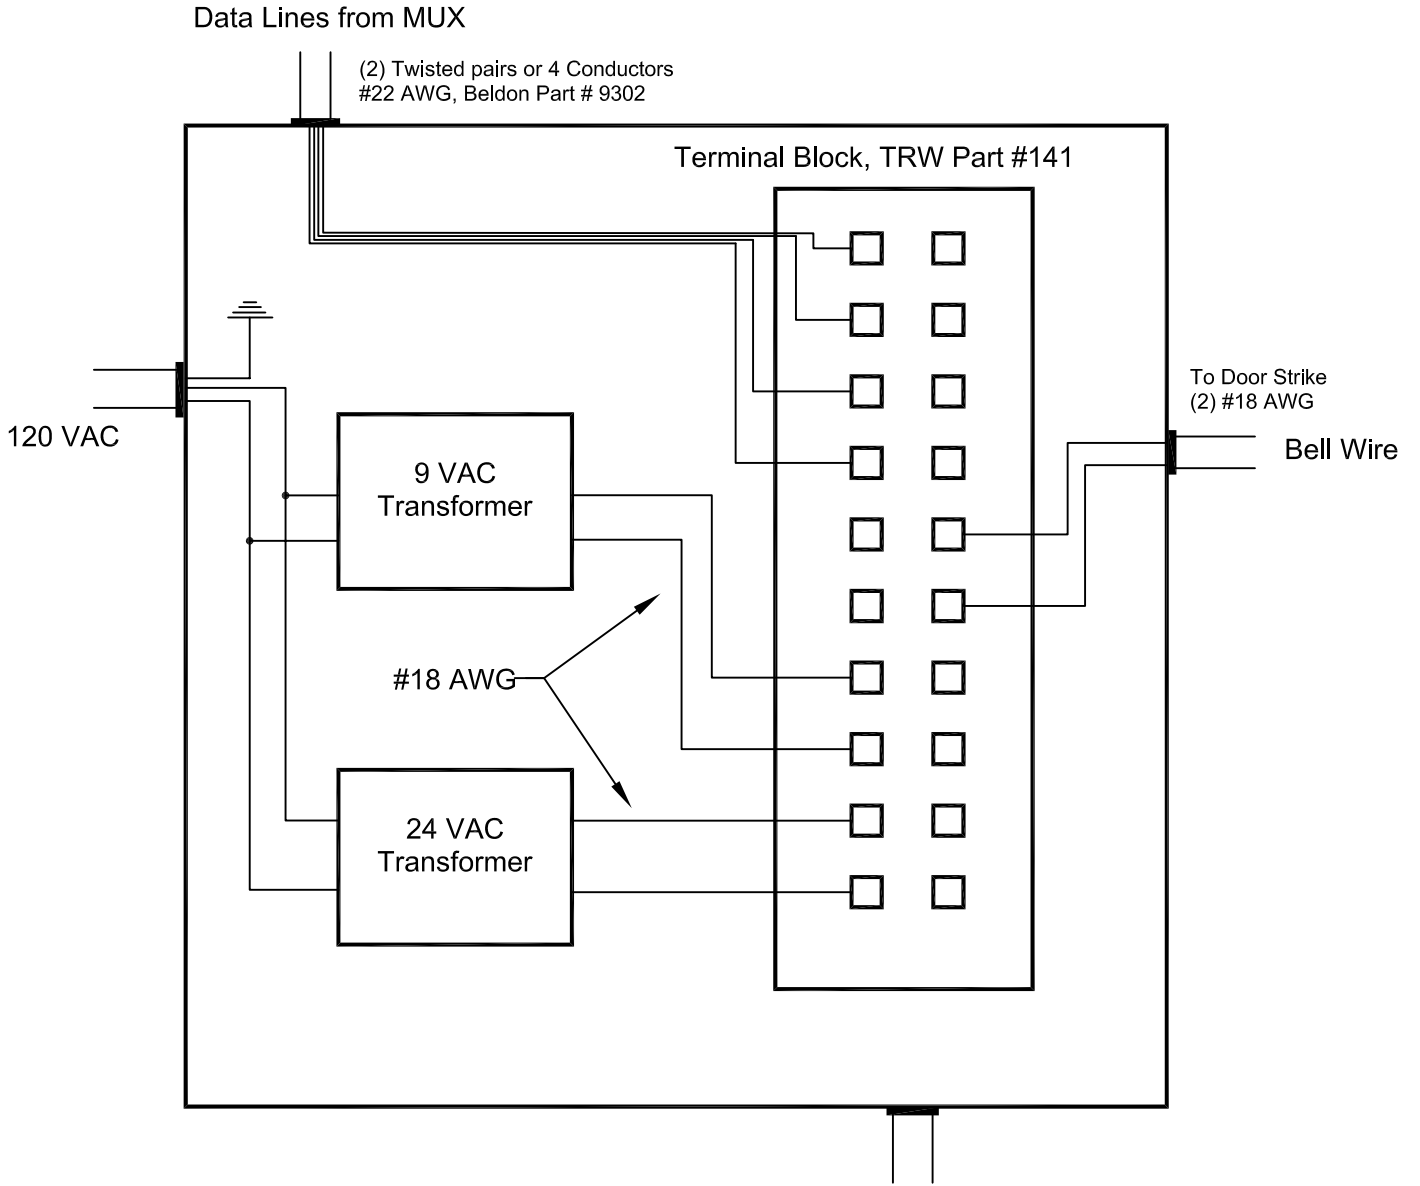 Data Lines from MUX
(2) Twisted pairs or 4 Conductors
#22 AWG, Beldon Part # 9302
Terminal Block, TRW Part #141
120 VAC
9 VAC
Transformer
To Door Strike
(2) #18 AWG
Bell Wire
#18 AWG
24 VAC
Transformer